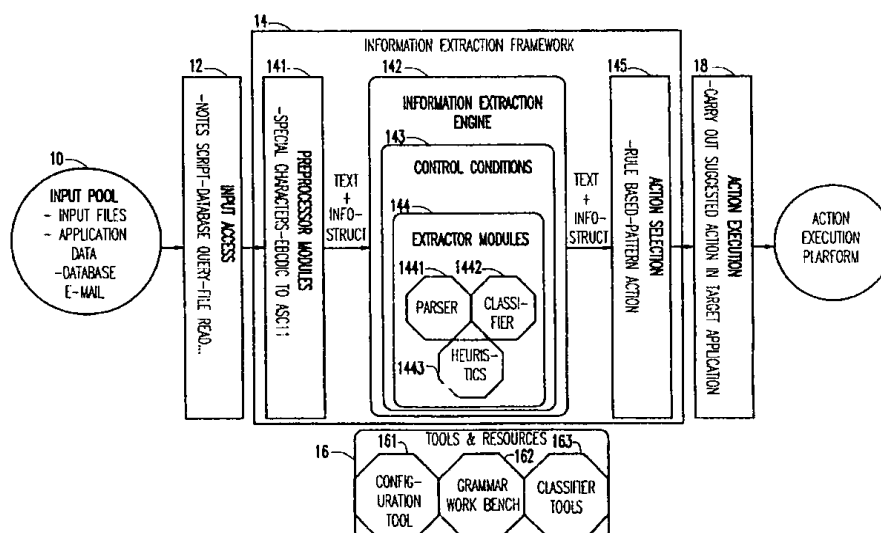 14
INFORMATION EXTRACTION FRAMEWORK
10
INPUT POOL
- INPUT FILES
- APPLICATION
DATA
-DATABASE
E-MAIL
12
INPUT ACCESS
-NOTES SCRIPT-DATABASE QUERY-FILE READ...
141
PREPROCESSOR MODULES
-SPECIAL CHARACTERS-EBCDIC TO ASC11
TEXT
+
INFO-
STRUCT
142
INFORMATION EXTRACTION
ENGINE
143
CONTROL CONDITIONS
144
EXTRACTOR MODULES
1441
PARSER
1442
CLASSI-
FIER
1443
HEURIS-
TICS
TEXT
+
INFO-
STRUCT
145
ACTION SELECTION
-RULE BASED-PATTERN ACTION
18
ACTION EXECUTION
-CARRY OUT SUGGESTED ACTION IN TARGET APPLICATION
ACTION
EXECUTION
PLARFORM
16
TOOLS & RESOURCES
161
CONFIG-
URATION
TOOL
162
GRAMMAR
WORK BENCH
163
CLASSIFIER
TOOLS